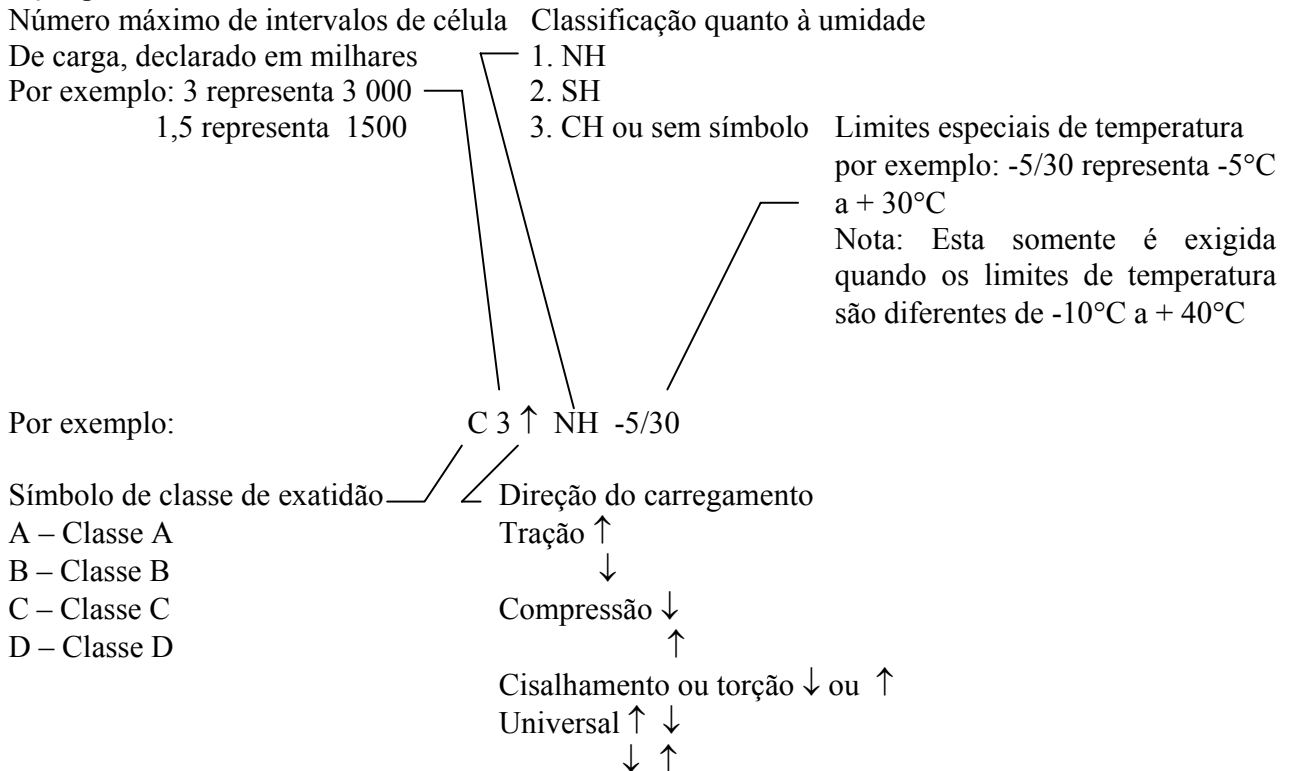 Número máximo de intervalos de célula
De carga, declarado em milhares
Por exemplo: 3 representa 3 000
1,5 representa 1500
Classificação quanto à umidade
1. NH
2. SH
3. CH ou sem símbolo
Limites especiais de temperatura
por exemplo: -5/30 representa -5°C
a + 30°C
Nota: Esta somente é exigida
quando os limites de temperatura
são diferentes de -10°C a + 40°C
Por exemplo: C 3 ↑ NH -5/30
Símbolo de classe de exatidão
A – Classe A
B – Classe B
C – Classe C
D – Classe D
Direção do carregamento
Tração ↑
↓
Compressão ↓
↑
Cisalhamento ou torção ↓ ou ↑
Universal ↑ ↓
↓ ↑